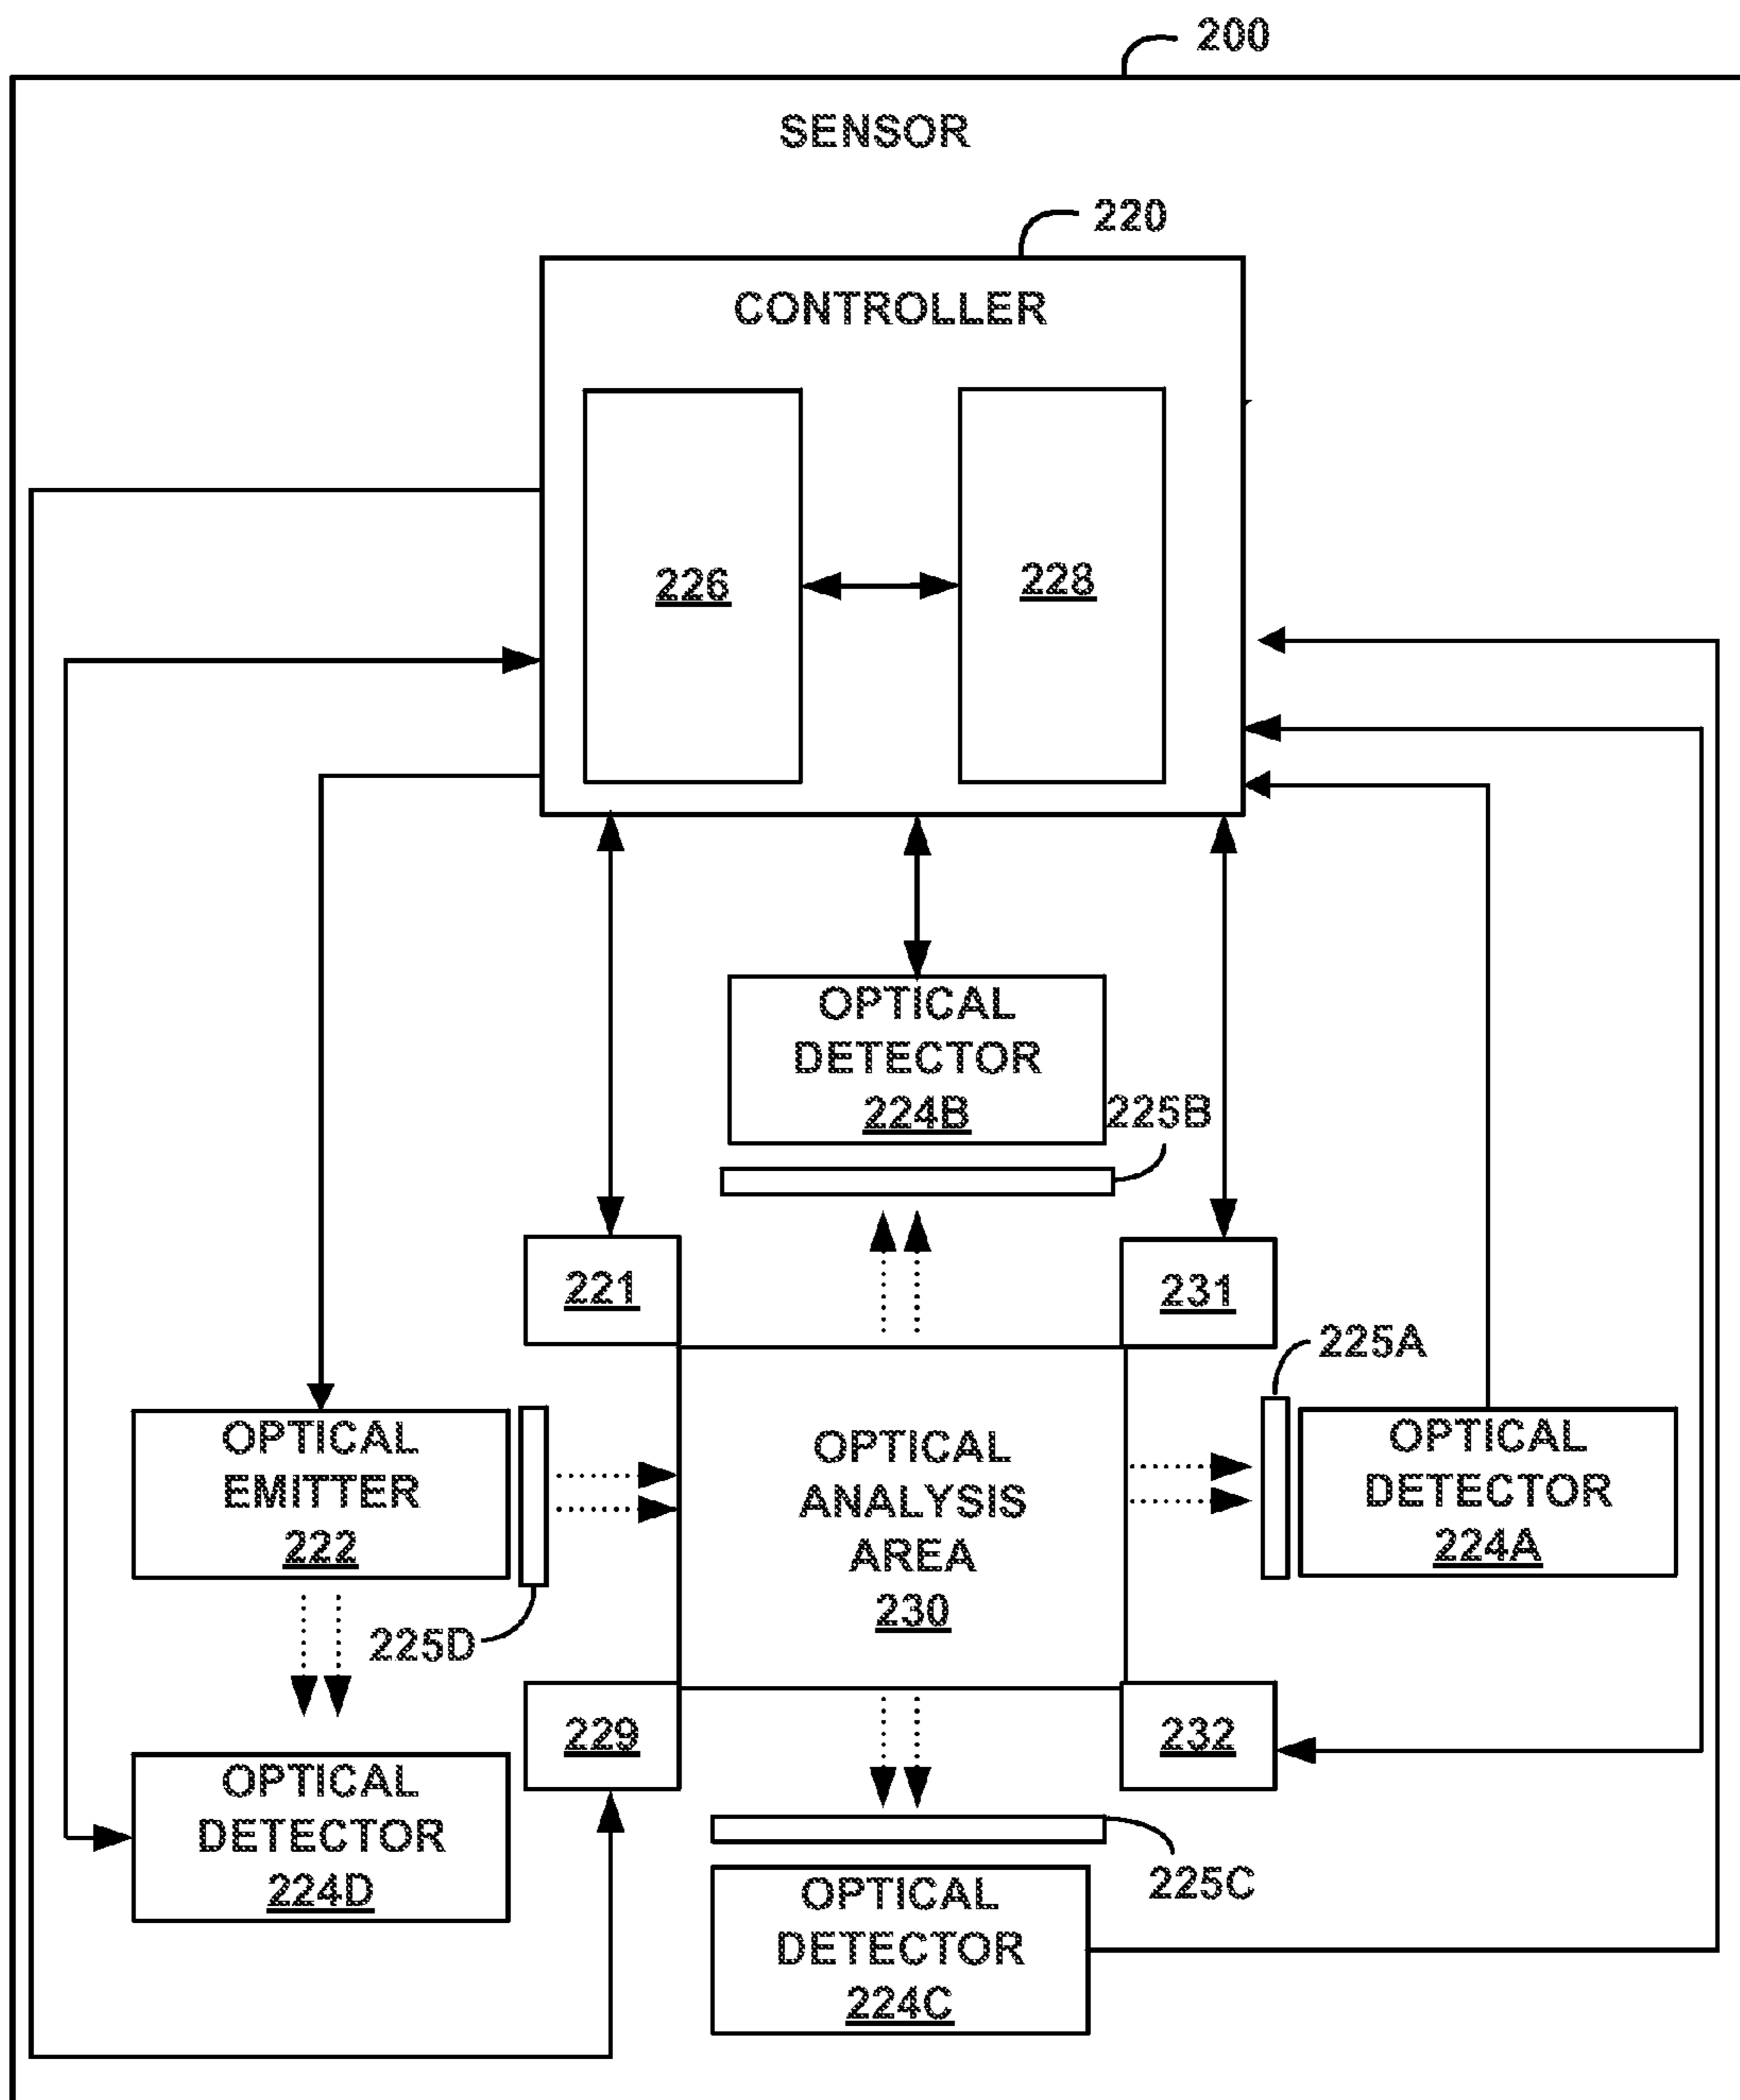 200
SENSOR
220
CONTROLLER
226
228
OPTICAL
DETECTOR
224B
225B
221
231
225A
OPTICAL
EMITTER
222
OPTICAL
ANALYSIS
AREA
230
OPTICAL
DETECTOR
224A
225D
229
232
OPTICAL
DETECTOR
224D
225C
OPTICAL
DETECTOR
224C